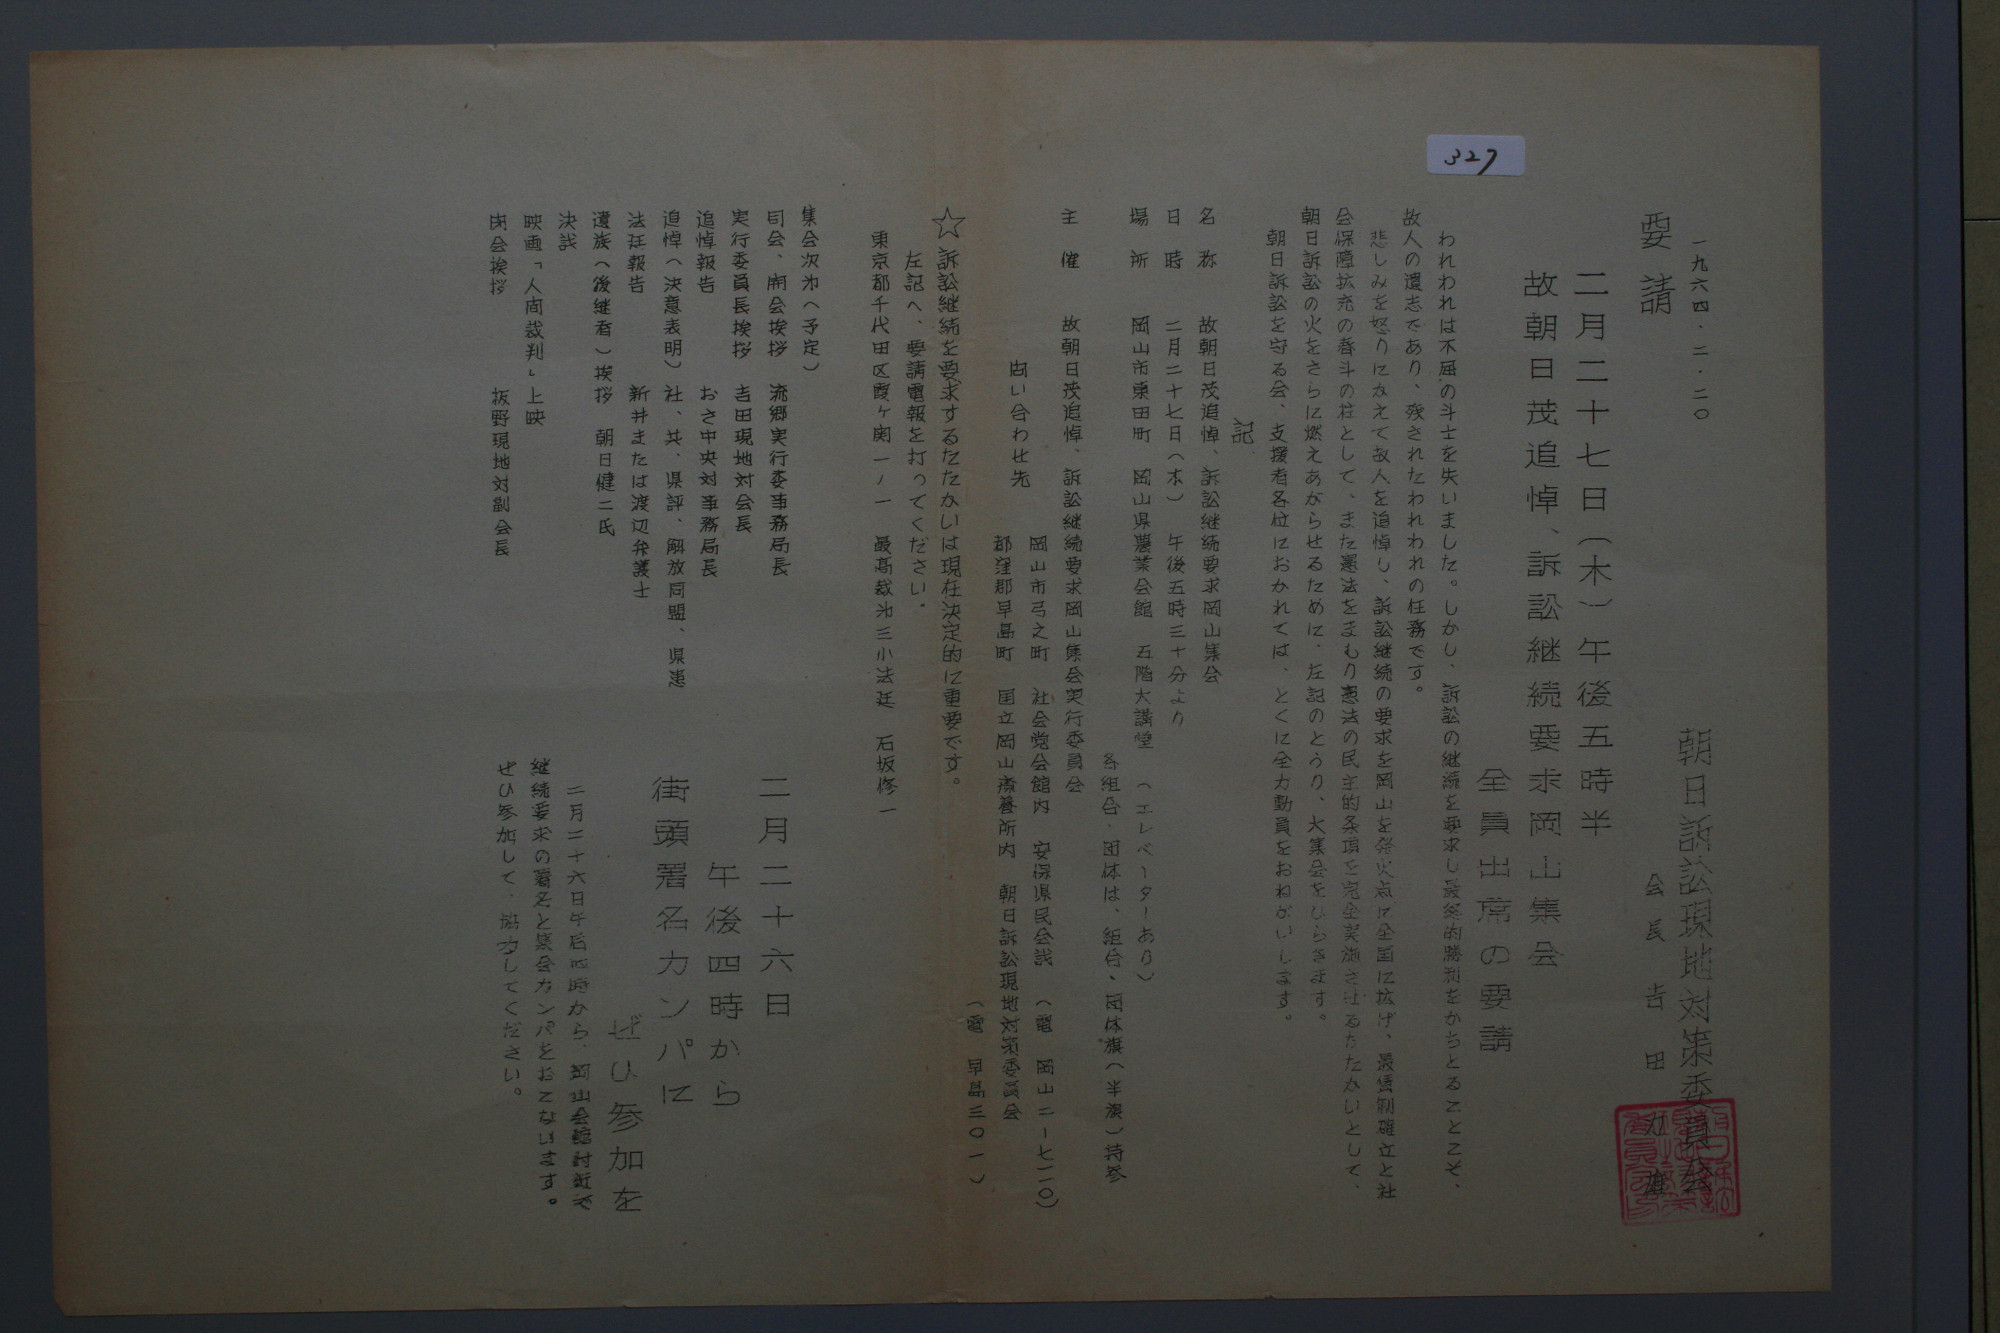 327
一九六四・二・二〇
朝日訴訟現地対策委員会
会長 吉田力雄
要請
二月二十七日(木)午後五時半
故朝日茂追悼、訴訟継続要求岡山集会
全員出席の要請
われわれは不屈の斗士を失いました。しかし、訴訟の継続を要求し最終的勝利をかちとることこそ、
故人の遺志であり、残されたわれわれの任務です。
悲しみを怒りにかえて故人を追悼し、訴訟継続の要求を岡山を発火点に全国に拡げ、最賃制確立と社
会保障拡充の春斗の柱として、また憲法をまもり憲法の民主的条項を完全実施させるたたかいとして、
朝日訴訟の火をさらに燃えあがらせるために、左記のとうり、大集会をひらきます。
朝日訴訟を守る会、支援者各位におかれては、とくに全力動員をおねがいします。
記
名称 故朝日茂追悼、訴訟継続要求岡山集会
日時 二月二十七日(木) 午後五時三十分より
場所 岡山市東田町 岡山県農業会館 五階大講堂 (エレベーターあり)
各組合・団体は、組合、団体旗(半旗)持参
主催 故朝日茂追悼、訴訟継続要求岡山集会実行委員会
問い合わせ先
岡山市弓之町 社会党会館内 安保県民会議 (電 岡山二ー七二〇)
都窪郡早島町 国立岡山療養所内 朝日訴訟現地対策委員会
(電 早島三〇一)
☆訴訟継続を要求するたたかいは現在決定的に重要です。
左記へ、要請電報を打ってください.
東京都千代田区霞ヶ関一ノ一 最高裁㐧三小法廷 石坂修一
集会次㐧(予定)
司会、開会挨拶 流郷実行委事務局長
実行委員長挨拶 吉田現地対会長
追悼報告 おさ中央対事務局長
追悼(決意表明) 社、共、県評、解放同盟、県患
法廷報告 新井または渡辺弁護士
遺族(後継者)挨拶 朝日健二氏
決議
映画「人間裁判」上映
閉会挨拶 板野現地対副会長
二月二十六日
午後四時から
街頭署名カンパに
ぜひ参加を
二月二十六日午后四時から、岡山会館附近で
継続要求の署名と集会カンパをおこないます。
ぜひ参加して、協力してください。